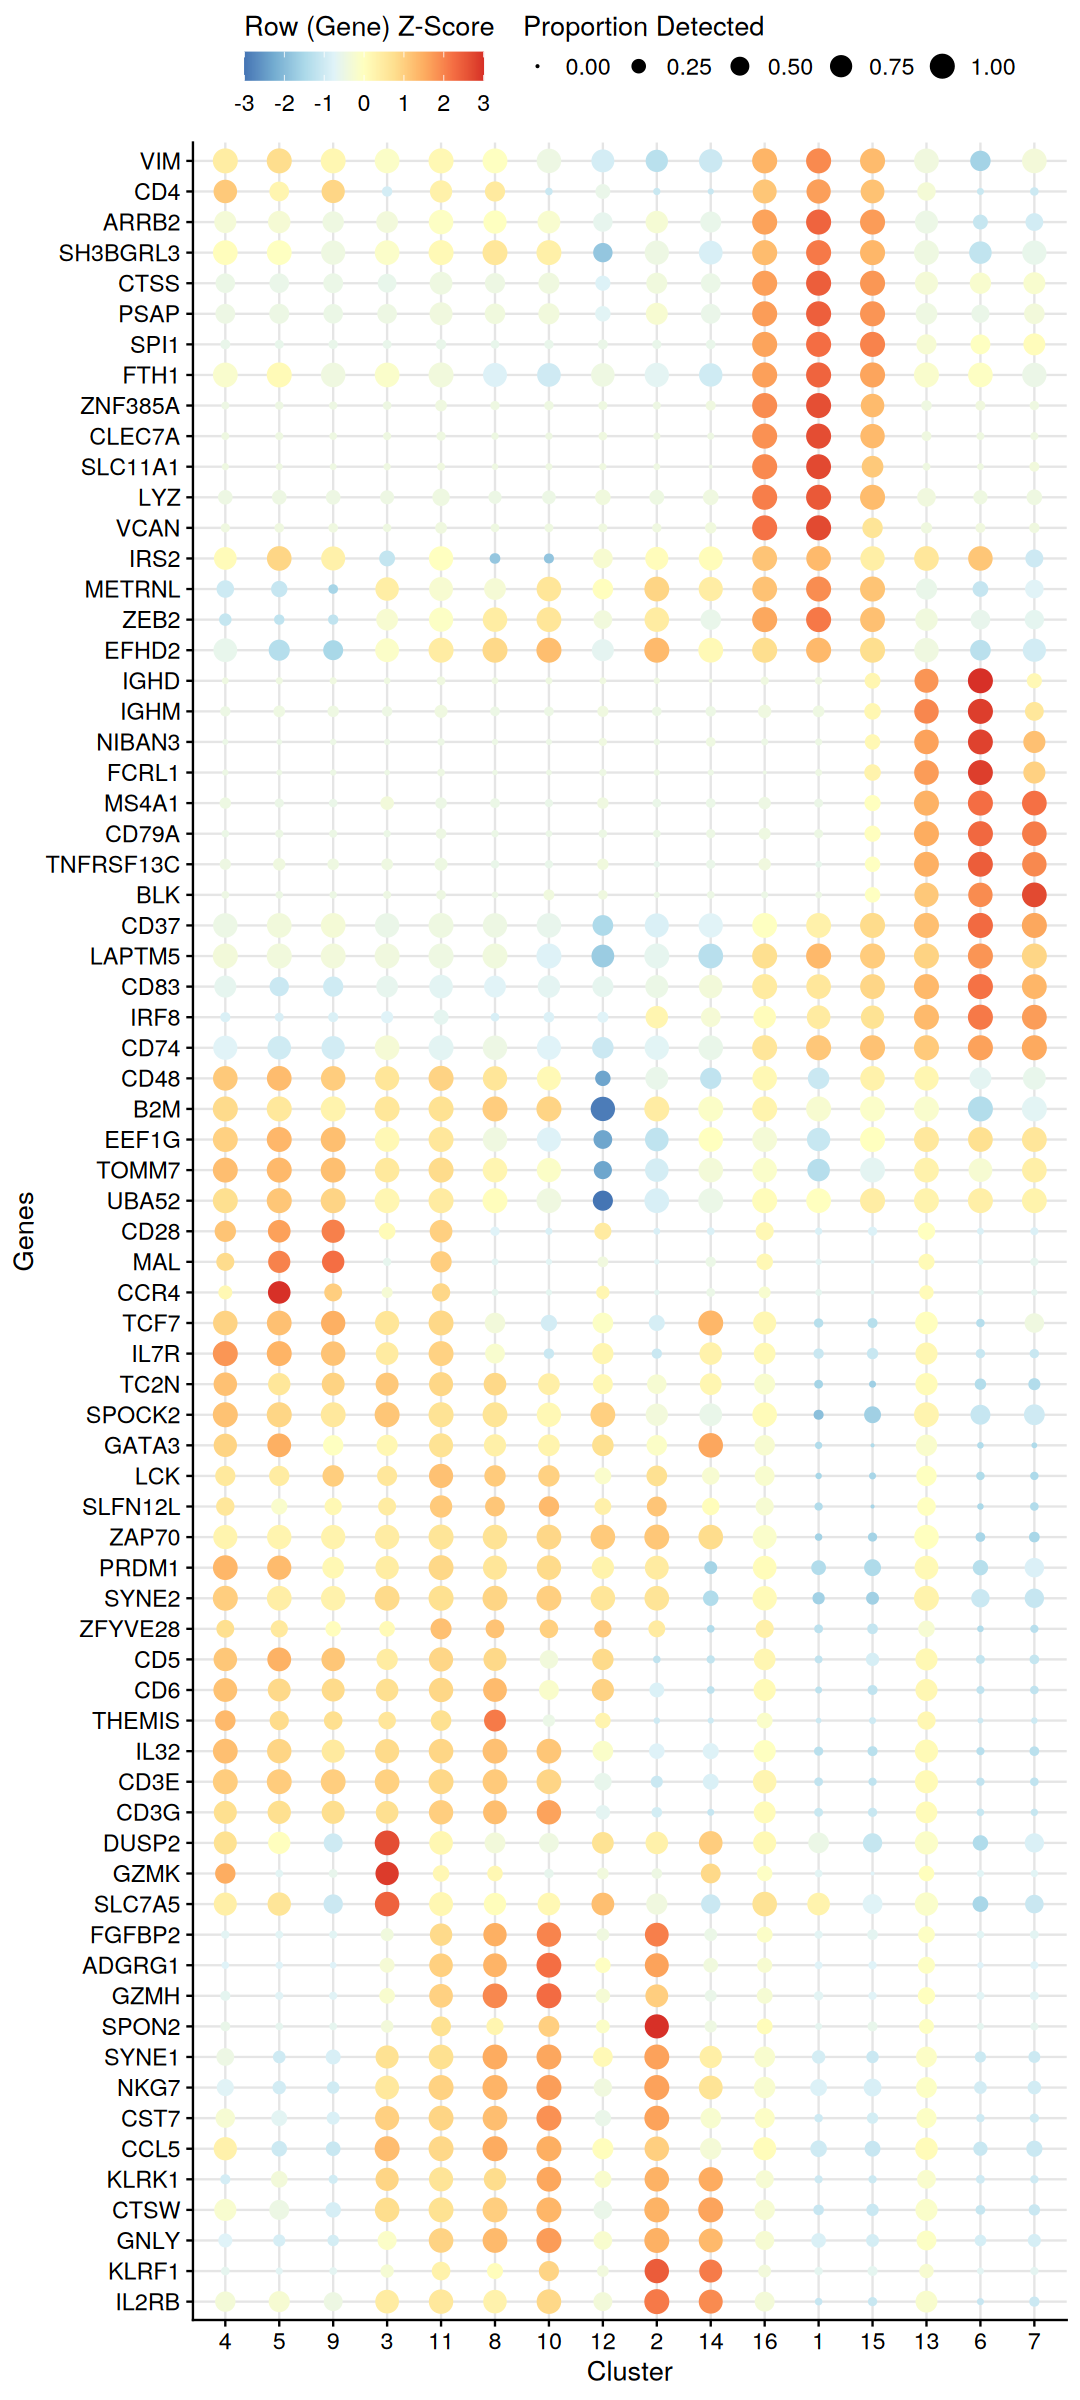 Row (Gene) Z-Score
Proportion Detected
0.00 0.25 0.50 0.75 1.00
-3 -2 -1 0 1 2 3
VIM
CD4
ARRB2
SH3BGRL3
CTSS
PSAP
SPI1
FTH1
ZNF385A
CLEC7A
SLC11A1
LYZ
VCAN
IRS2
METRNL
ZEB2
EFHD2
IGHD
IGHM
NIBAN3
FCRL1
MS4A1
CD79A
TNFRSF13C
BLK
CD37
LAPTM5
CD83
IRF8
CD74
CD48
B2M
EEF1G
TOMM7
UBA52
CD28
MAL
CCR4
TCF7
IL7R
TC2N
SPOCK2
GATA3
LCK
SLFN12L
ZAP70
PRDM1
SYNE2
ZFYVE28
CD5
CD6
THEMIS
IL32
CD3E
CD3G
DUSP2
GZMK
SLC7A5
FGFBP2
ADGRG1
GZMH
SPON2
SYNE1
NKG7
CST7
CCL5
KLRK1
CTSW
GNLY
KLRF1
IL2RB
Genes
4 5 9 3 11 8 10 12 2 14 16 1 15 13 6 7
Cluster